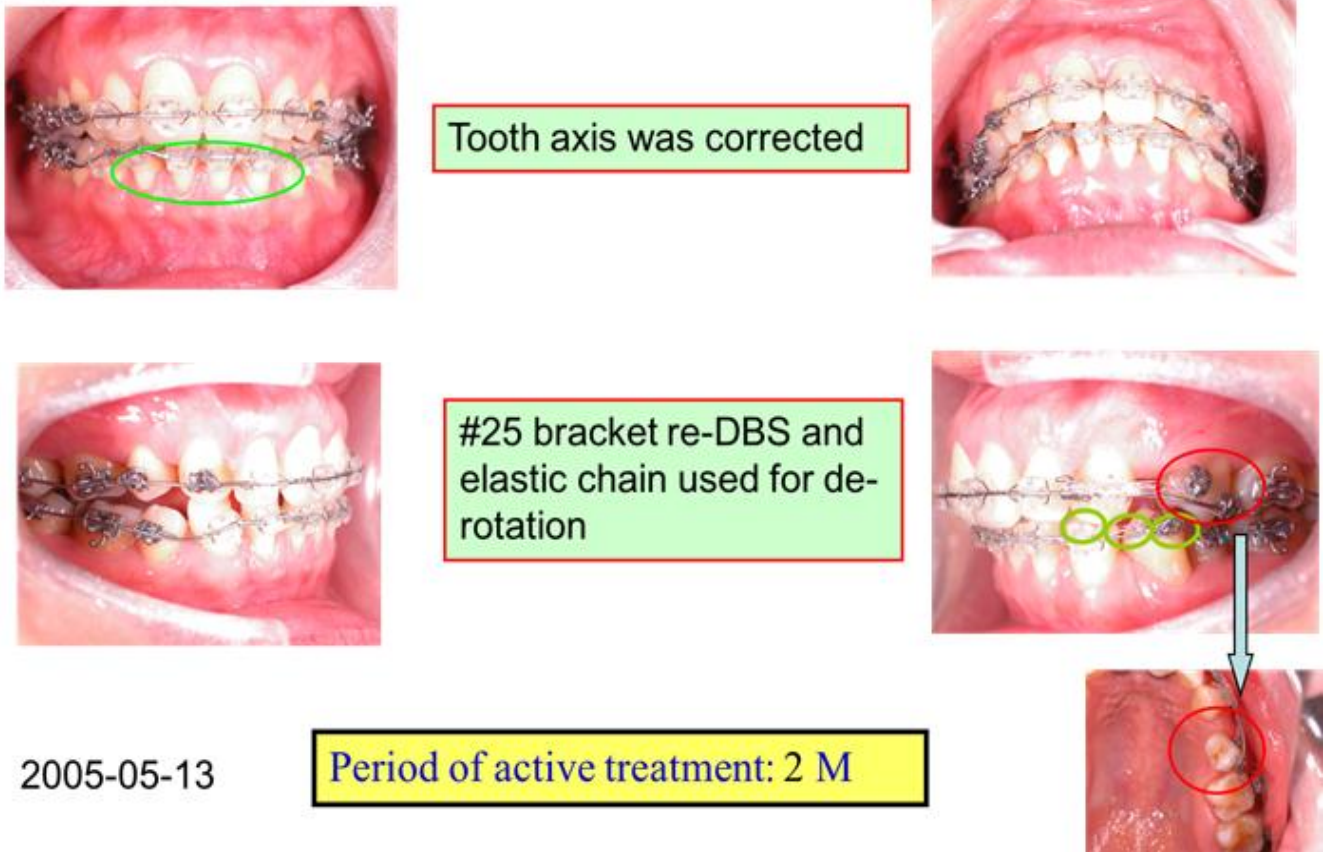 Tooth axis was corrected
#25 bracket re-DBS and
elastic chain used for de-
rotation
2005-05-13
Period of active treatment: 2 M